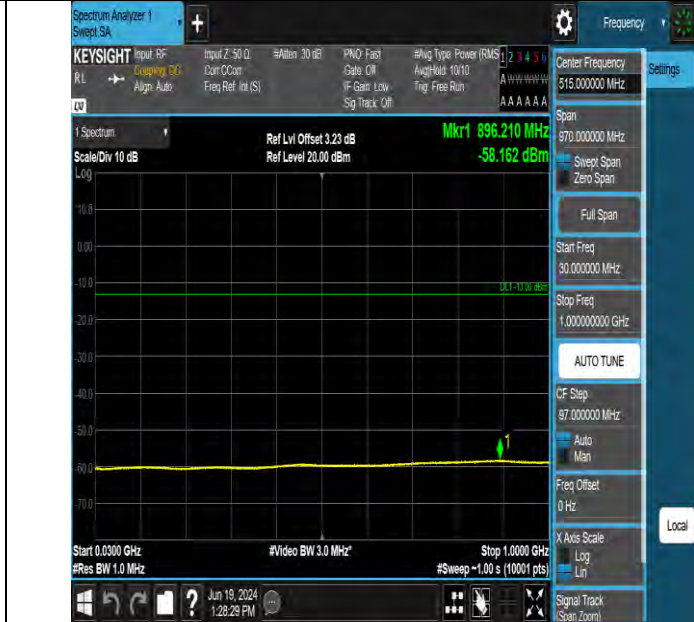 Spectrum Analyzer 1
Swept SA
+
Frequency
KEYSIGHT
Input: RF
Coupling: DC
Align: Auto
Input Z: 50 Ω
Corr CCorr
Freq Ref: Int (S)
#Atten: 30 dB
PNO: Fast
Gate: Off
IF Gain: Low
Sig Track: Off
#Avg Type: Power (RMS
Avg|Hold: 10/10
Trig: Free Run
1 2 3 4 5 6
A W W W W W
A A A A A A
RL
LXI
1 Spectrum
Scale/Div 10 dB
Log
Ref Lvl Offset 3.23 dB
Ref Level 20.00 dBm
Mkr1 896.210 MHz
-58.162 dBm
10.0
0.00
-10.0
DL1 -13.00 dBm
-20.0
-30.0
-40.0
-50.0
1
-60.0
-70.0
Start 0.0300 GHz
#Res BW 1.0 MHz
#Video BW 3.0 MHz*
Stop 1.0000 GHz
#Sweep ~1.00 s (10001 pts)
Jun 19, 2024
1:28:29 PM
Settings
Center Frequency
515.000000 MHz
Span
970.000000 MHz
Swept Span
Zero Span
Full Span
Start Freq
30.000000 MHz
Stop Freq
1.000000000 GHz
AUTO TUNE
CF Step
97.000000 MHz
Auto
Man
Freq Offset
0 Hz
X Axis Scale
Log
Lin
Signal Track
(Span Zoom)
Local